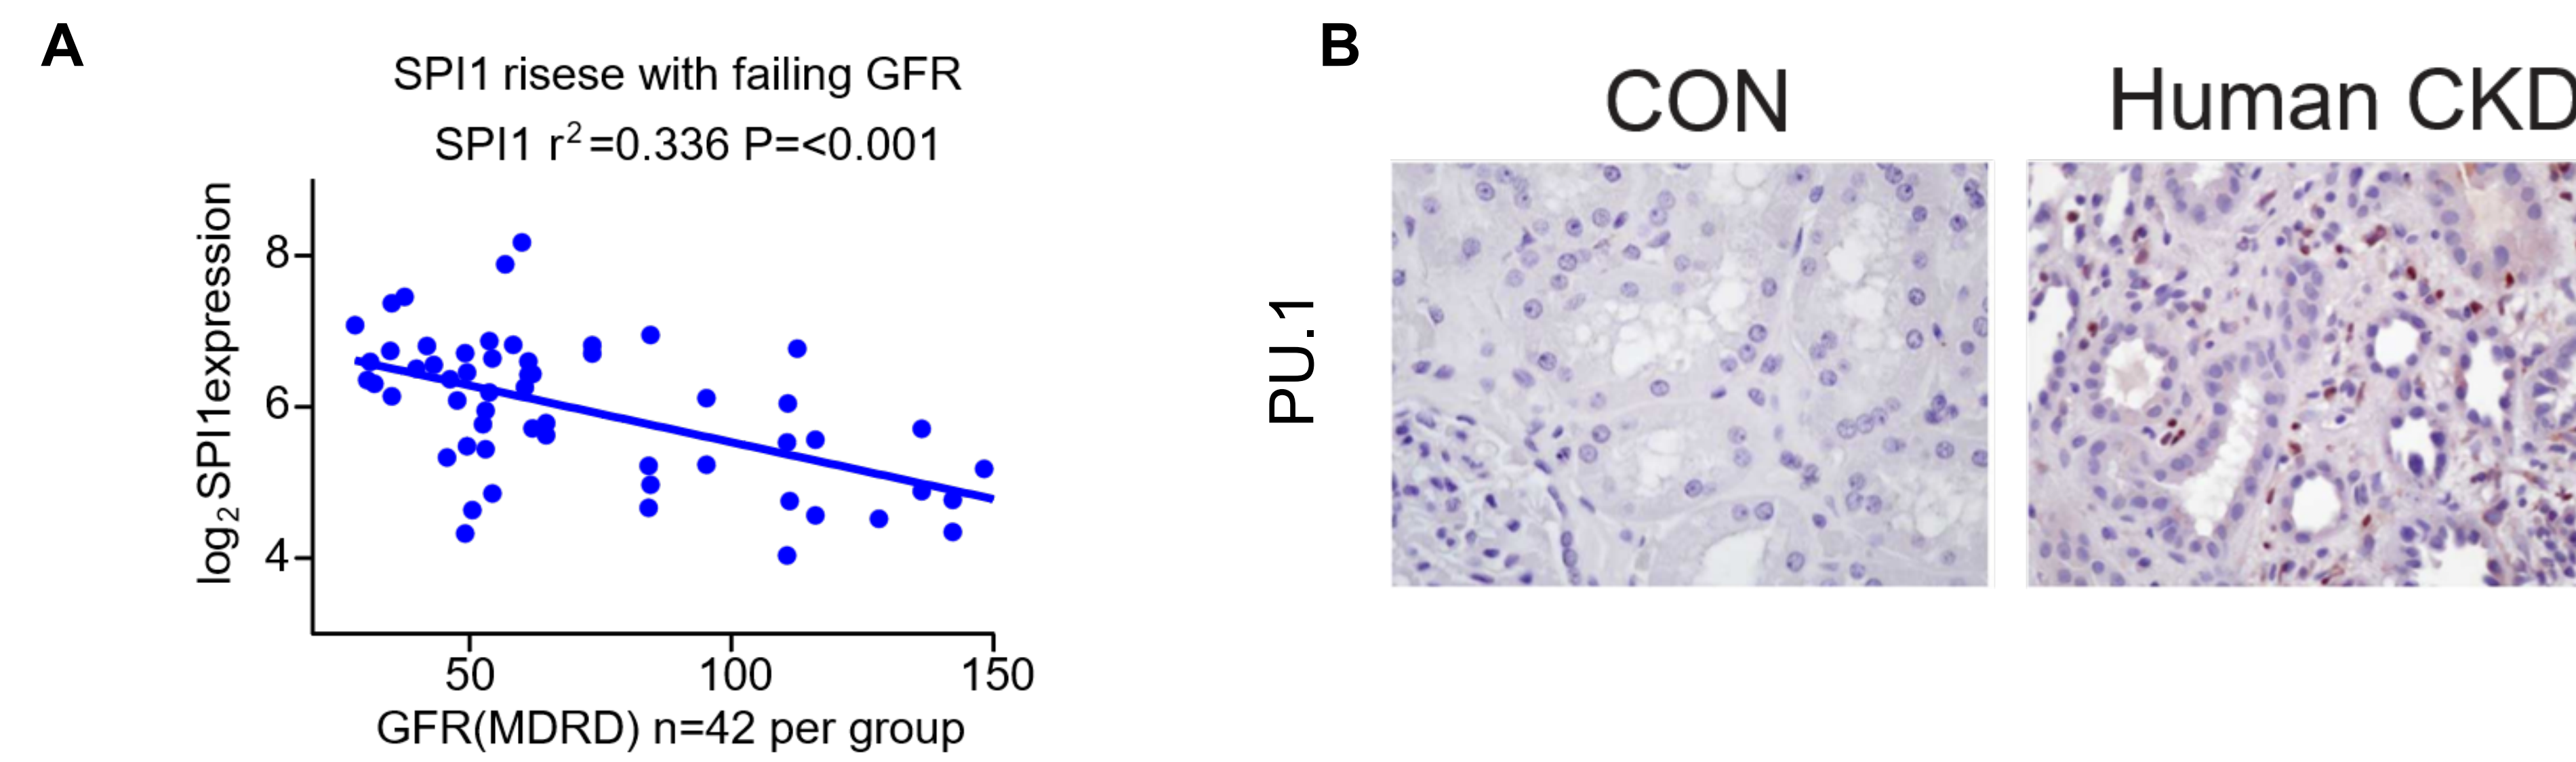 A
SPI1 risese with failing GFR
SPI1 r²=0.336 P=<0.001
log₂SPI1expression
8
6
4
50
100
150
GFR(MDRD) n=42 per group
B
CON
Human CKD
PU.1